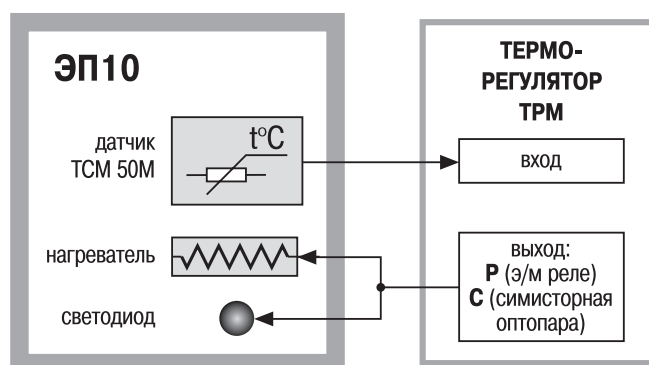 ЭП10
датчик
ТСМ 50М
t°C
нагреватель
светодиод
ТЕРМО-
РЕГУЛЯТОР
ТРМ
вход
выход:
Р (э/м реле)
С (симисторная
оптопара)